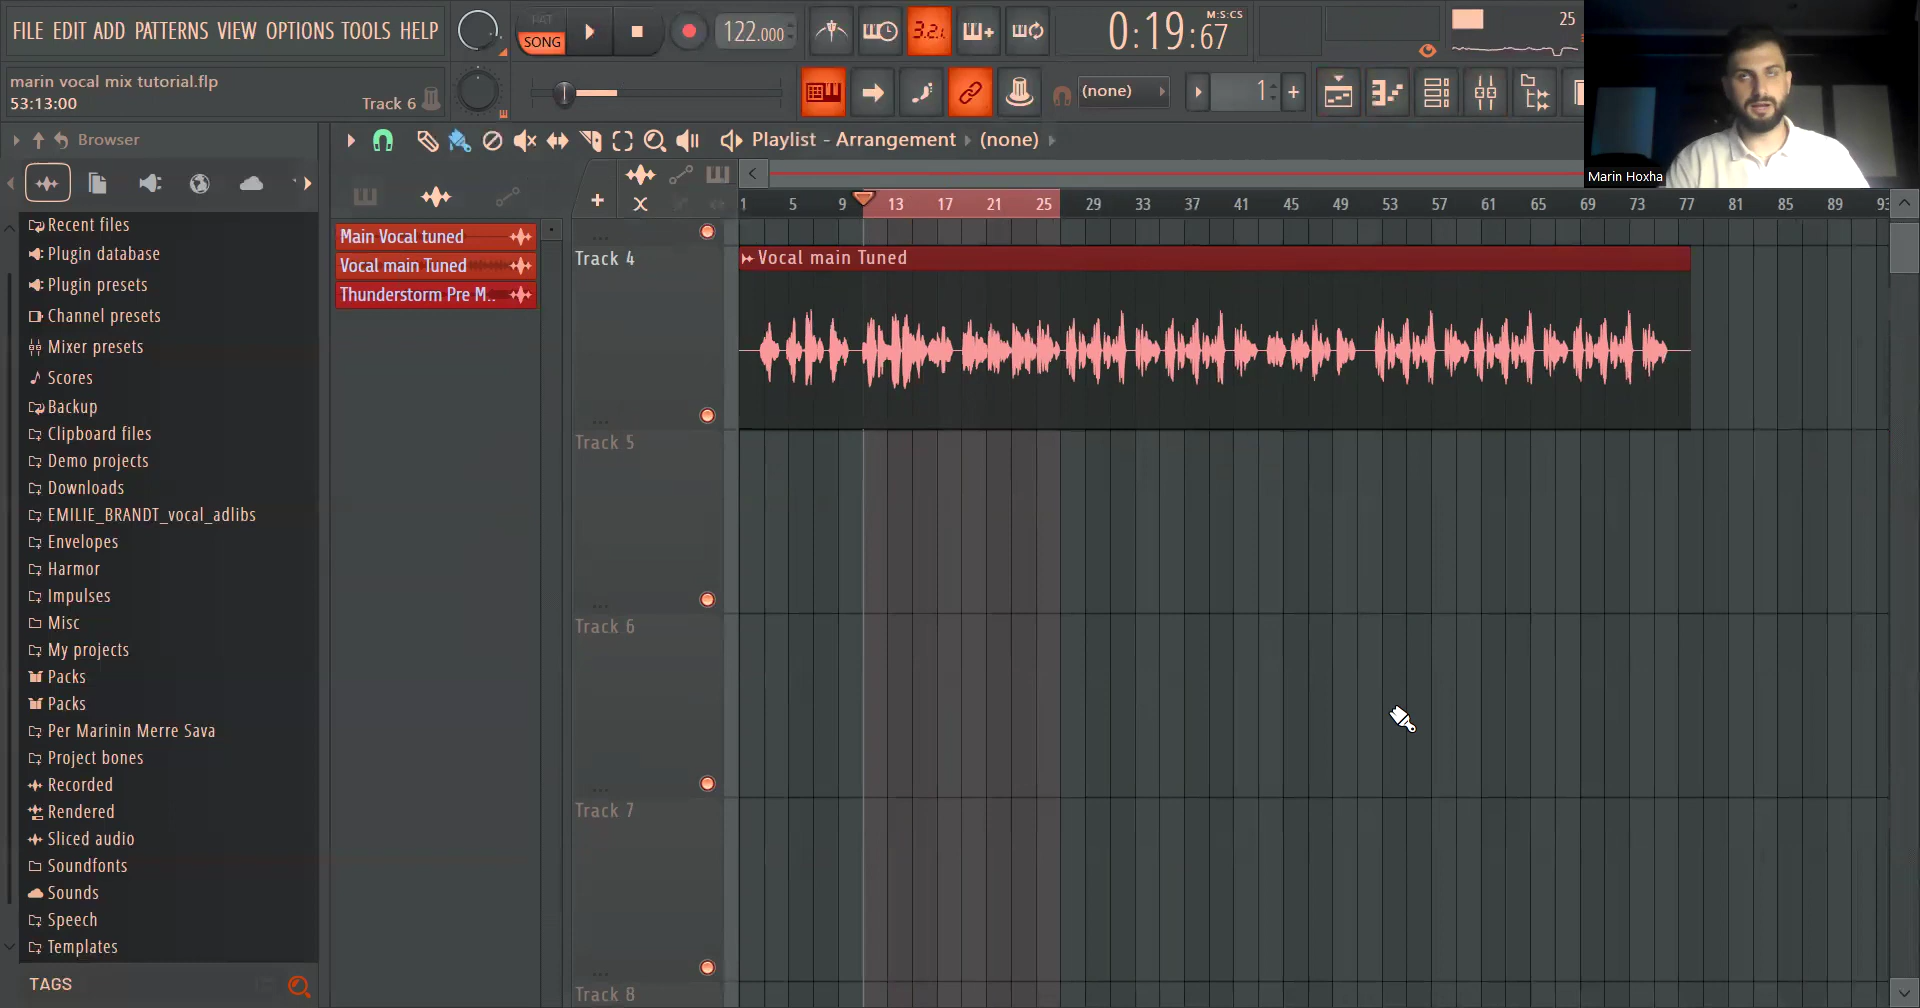 FILE EDIT ADD PATTERNS VIEW OPTIONS TOOLS HELP
PAT
SONG
122.000
3.2.1
0:19:67
M:S:CS
25
marin vocal mix tutorial.flp
53:13:00
Track 6
(none)
1
Marin Hoxha
Browser
Playlist - Arrangement
(none)
1 5 9 13 17 21 25 29 33 37 41 45 49 53 57 61 65 69 73 77 81 85 89 93
Recent files
Plugin database
Plugin presets
Channel presets
Mixer presets
Scores
Backup
Clipboard files
Demo projects
Downloads
EMILIE_BRANDT_vocal_adlibs
Envelopes
Harmor
Impulses
Misc
My projects
Packs
Packs
Per Marinin Merre Sava
Project bones
Recorded
Rendered
Sliced audio
Soundfonts
Sounds
Speech
Templates
TAGS
Main Vocal tuned
Vocal main Tuned
Thunderstorm Pre M..
Track 4
Vocal main Tuned
Track 5
Track 6
Track 7
Track 8